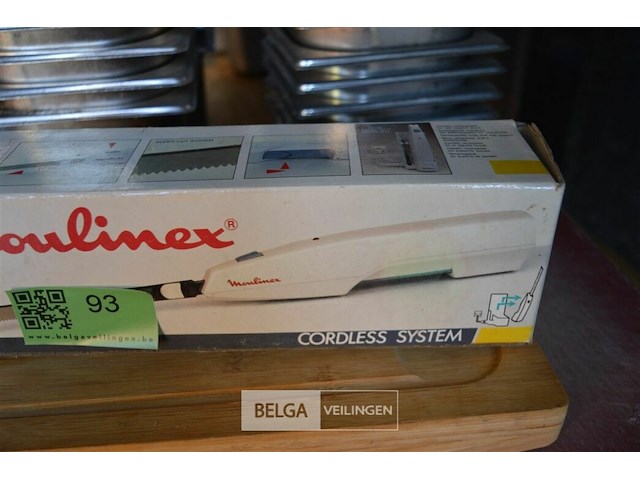 oulinex®
moulinex
93
www.belgaveilingen.be
CORDLESS SYSTEM
BELGA VEILINGEN